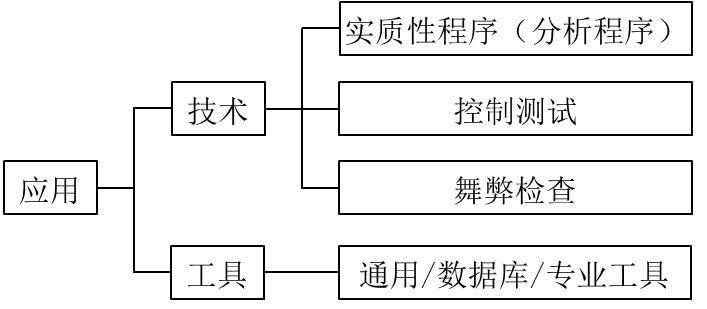 实质性程序（分析程序）
技术
控制测试
应用
舞弊检查
工具
通用/数据库/专业工具